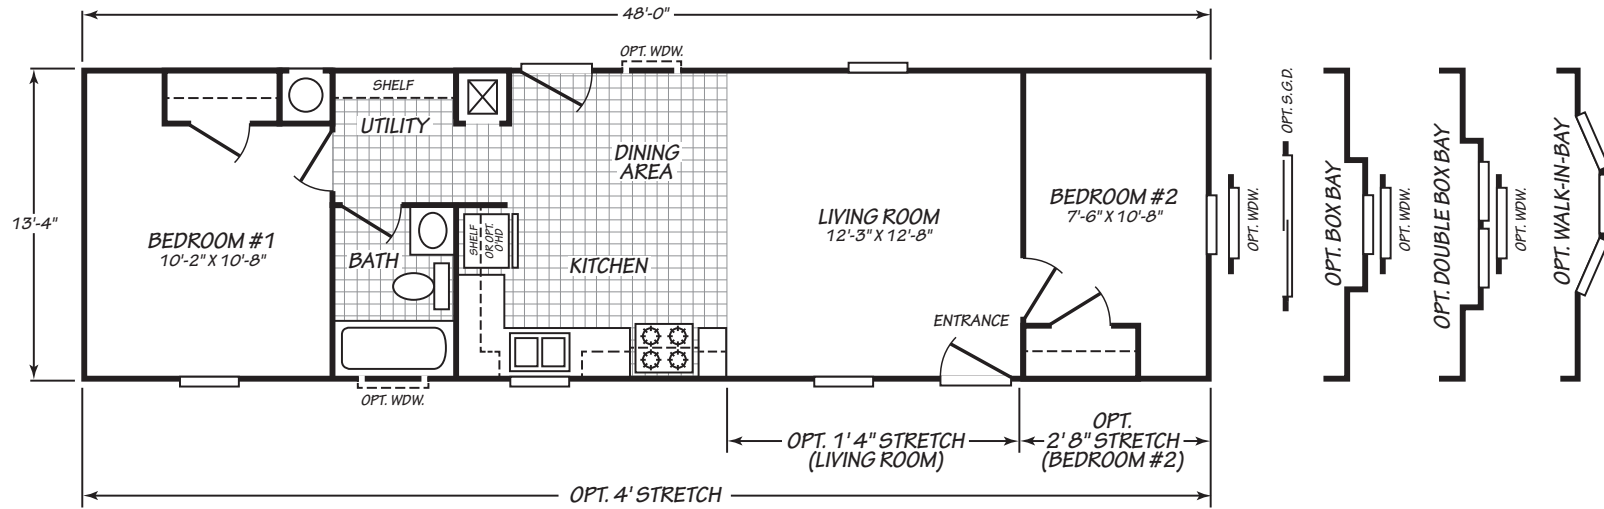 48'-0"
OPT. WDW.
SHELF
UTILITY
DINING
AREA
13'-4"
BEDROOM #1
10'-2" X 10'-8"
BATH
SHELF
OR OPT.
O'HD
KITCHEN
LIVING ROOM
12'-3" X 12'-8"
BEDROOM #2
7'-6" X 10'-8"
ENTRANCE
OPT. WDW.
OPT. WDW.
OPT. S.G.D.
OPT. BOX BAY
OPT. WDW.
OPT. DOUBLE BOX BAY
OPT. WDW.
OPT. WALK-IN-BAY
OPT. 1' 4" STRETCH
(LIVING ROOM)
OPT.
2' 8" STRETCH
(BEDROOM #2)
OPT. 4' STRETCH